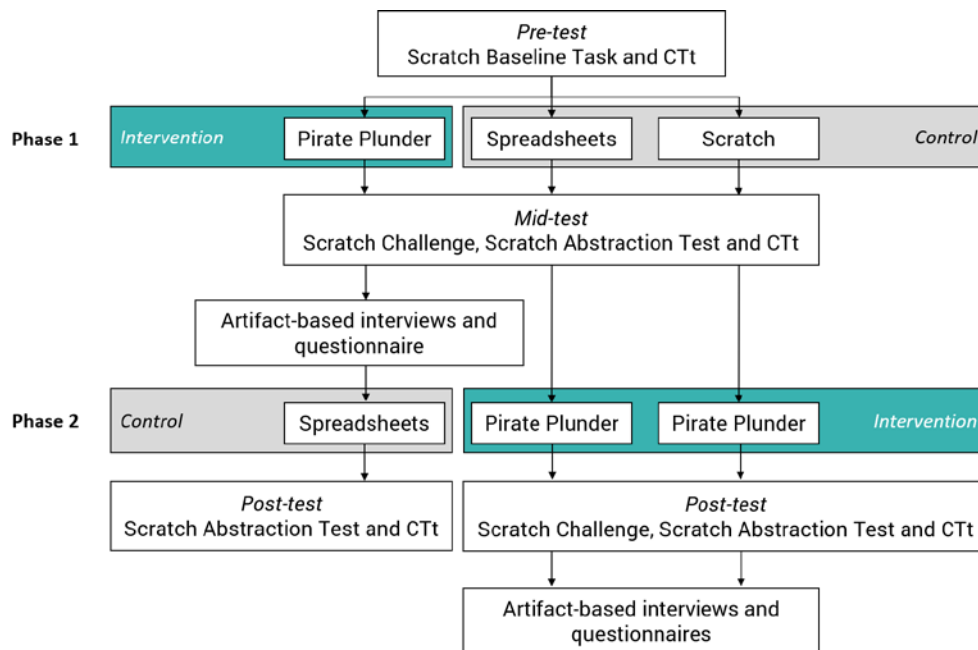 Pre-test
Scratch Baseline Task and CTt
Phase 1
Intervention
Pirate Plunder
Spreadsheets
Scratch
Control
Mid-test
Scratch Challenge, Scratch Abstraction Test and CTt
Artifact-based interviews and
questionnaire
Phase 2
Control
Spreadsheets
Pirate Plunder
Pirate Plunder
Intervention
Post-test
Scratch Abstraction Test and CTt
Post-test
Scratch Challenge, Scratch Abstraction Test and CTt
Artifact-based interviews and
questionnaires